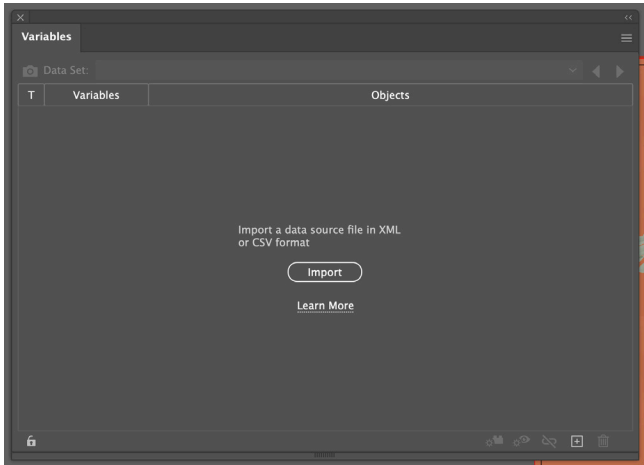 Variables
Data Set:
T Variables Objects
Import a data source file in XML
or CSV format
Import
Learn More